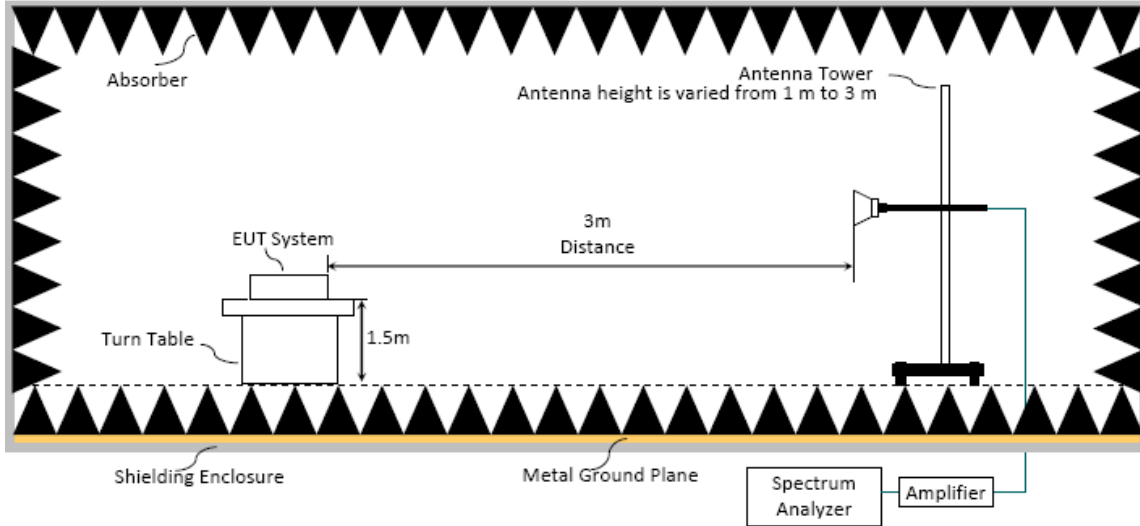 Absorber
Antenna Tower
Antenna height is varied from 1 m to 3 m
3m
Distance
EUT System
1.5m
Turn Table
Shielding Enclosure
Metal Ground Plane
Spectrum
Analyzer
Amplifier